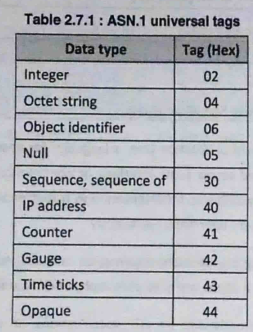 Table 2.7.1 : ASN.1 universal tags
Data type Tag (Hex)
Integer 02
Octet string 04
Object identifier 06
Null 05
Sequence, sequence of 30
IP address 40
Counter 41
Gauge 42
Time ticks 43
Opaque 44